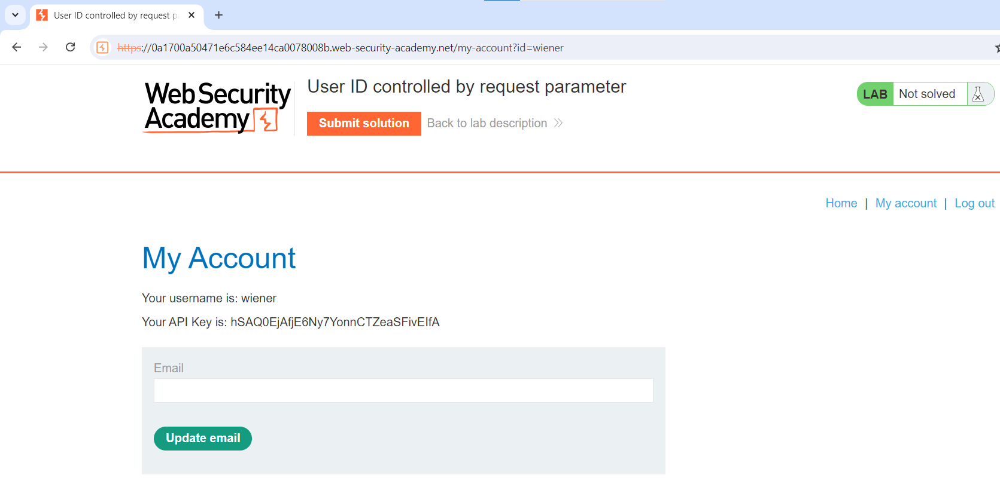 User ID controlled by request p
https://0a1700a50471e6c584ee14ca0078008b.web-security-academy.net/my-account?id=wiener
Web Security
Academy
User ID controlled by request parameter
Submit solution
Back to lab description
LAB Not solved
Home | My account | Log out
My Account
Your username is: wiener
Your API Key is: hSAQ0EjAfjE6Ny7YonnCTZeaSFivEIfA
Email
Update email